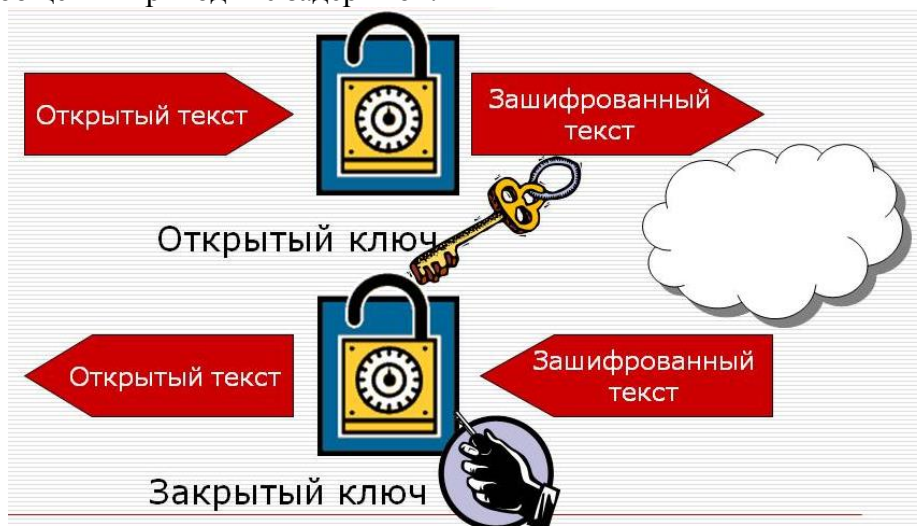 Открытый текст
Зашифрованный
текст
Открытый ключ
Открытый текст
Зашифрованный
текст
Закрытый ключ